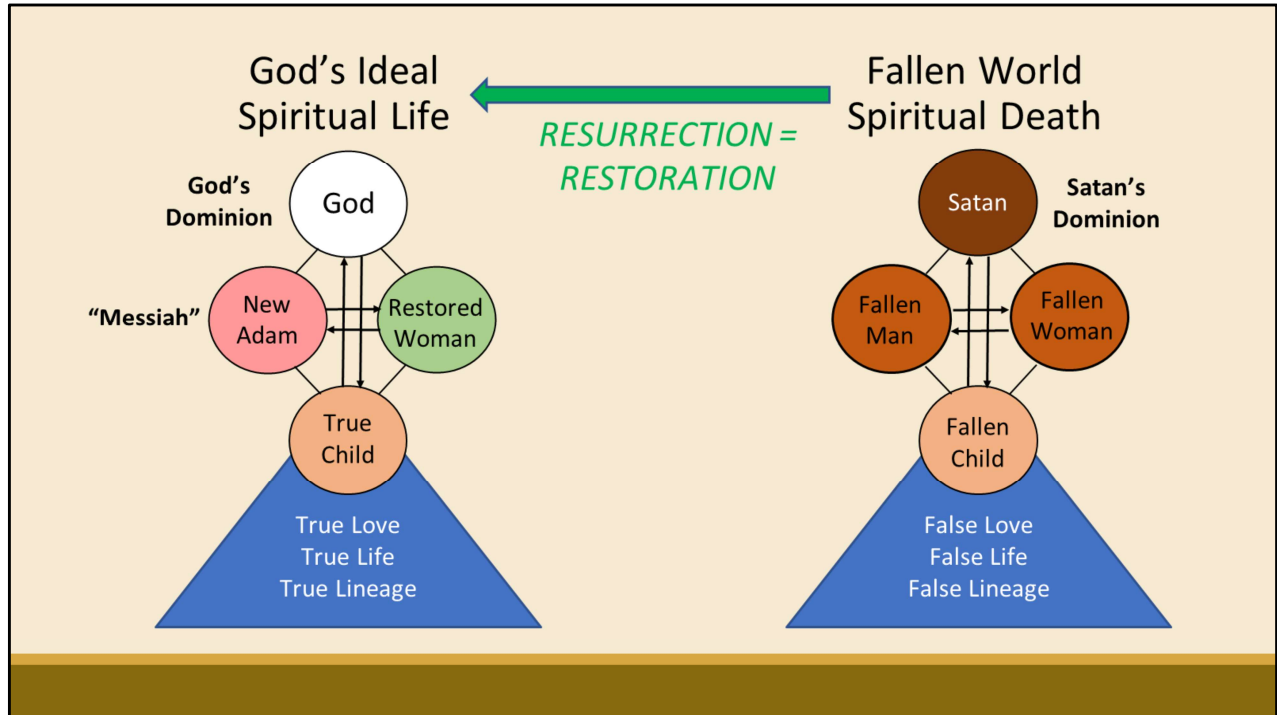 God’s Ideal
Spiritual Life
RESURRECTION =
RESTORATION
Fallen World
Spiritual Death
God’s
Dominion
God
“Messiah”
New
Adam
Restored
Woman
True
Child
True Love
True Life
True Lineage
Satan
Satan’s
Dominion
Fallen
Man
Fallen
Woman
Fallen
Child
False Love
False Life
False Lineage